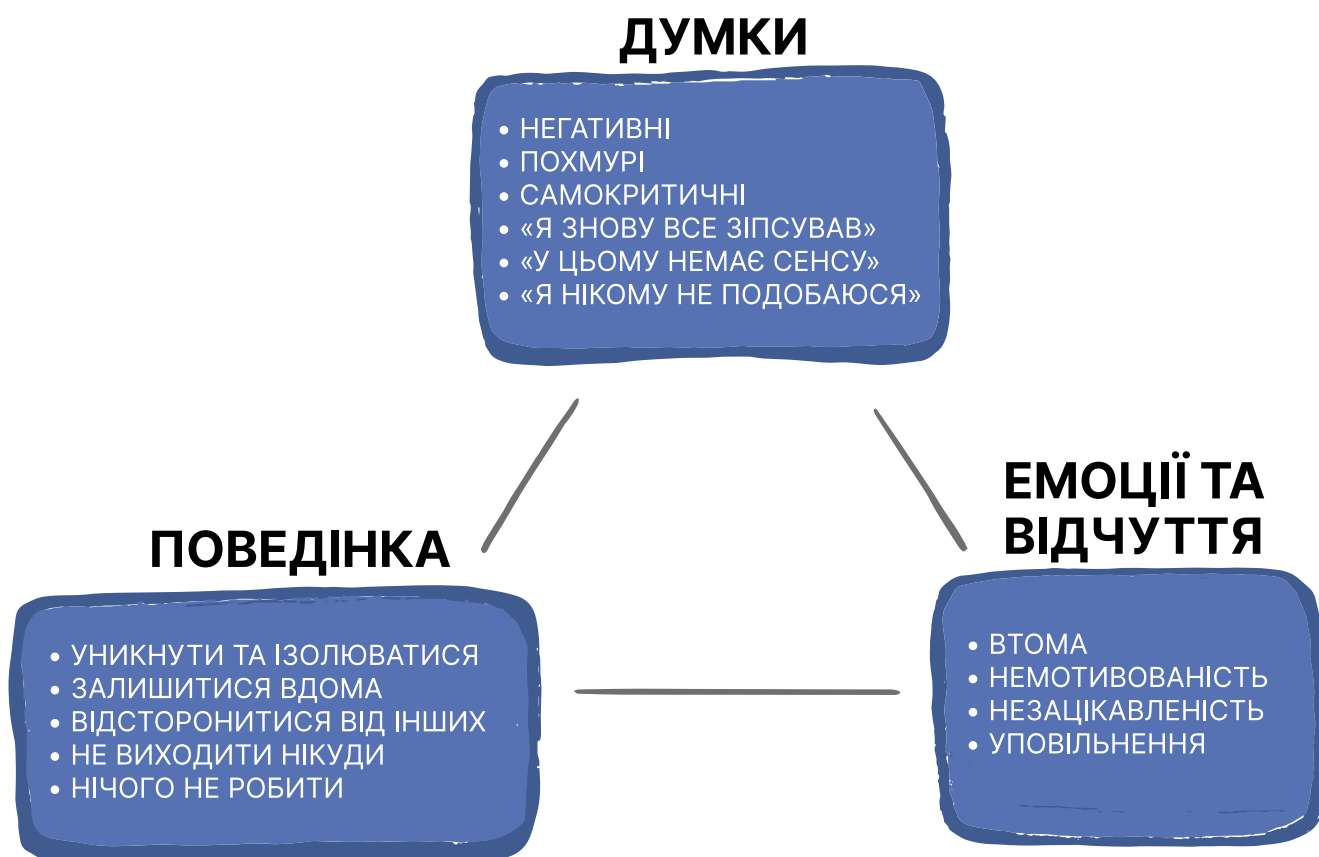 ДУМКИ
• НЕГАТИВНІ
• ПОХМУРІ
• САМОКРИТИЧНІ
• «Я ЗНОВУ ВСЕ ЗІПСУВАВ»
• «У ЦЬОМУ НЕМАЄ СЕНСУ»
• «Я НІКОМУ НЕ ПОДОБАЮСЯ»
ПОВЕДІНКА
• УНИКНУТИ ТА ІЗОЛЮВАТИСЯ
• ЗАЛИШИТИСЯ ВДОМА
• ВІДСТОРОНИТИСЯ ВІД ІНШИХ
• НЕ ВИХОДИТИ НІКУДИ
• НІЧОГО НЕ РОБИТИ
ЕМОЦІЇ ТА
ВІДЧУТТЯ
• ВТОМА
• НЕМОТИВОВАНІСТЬ
• НЕЗАЦІКАВЛЕНІСТЬ
• УПОВІЛЬНЕННЯ